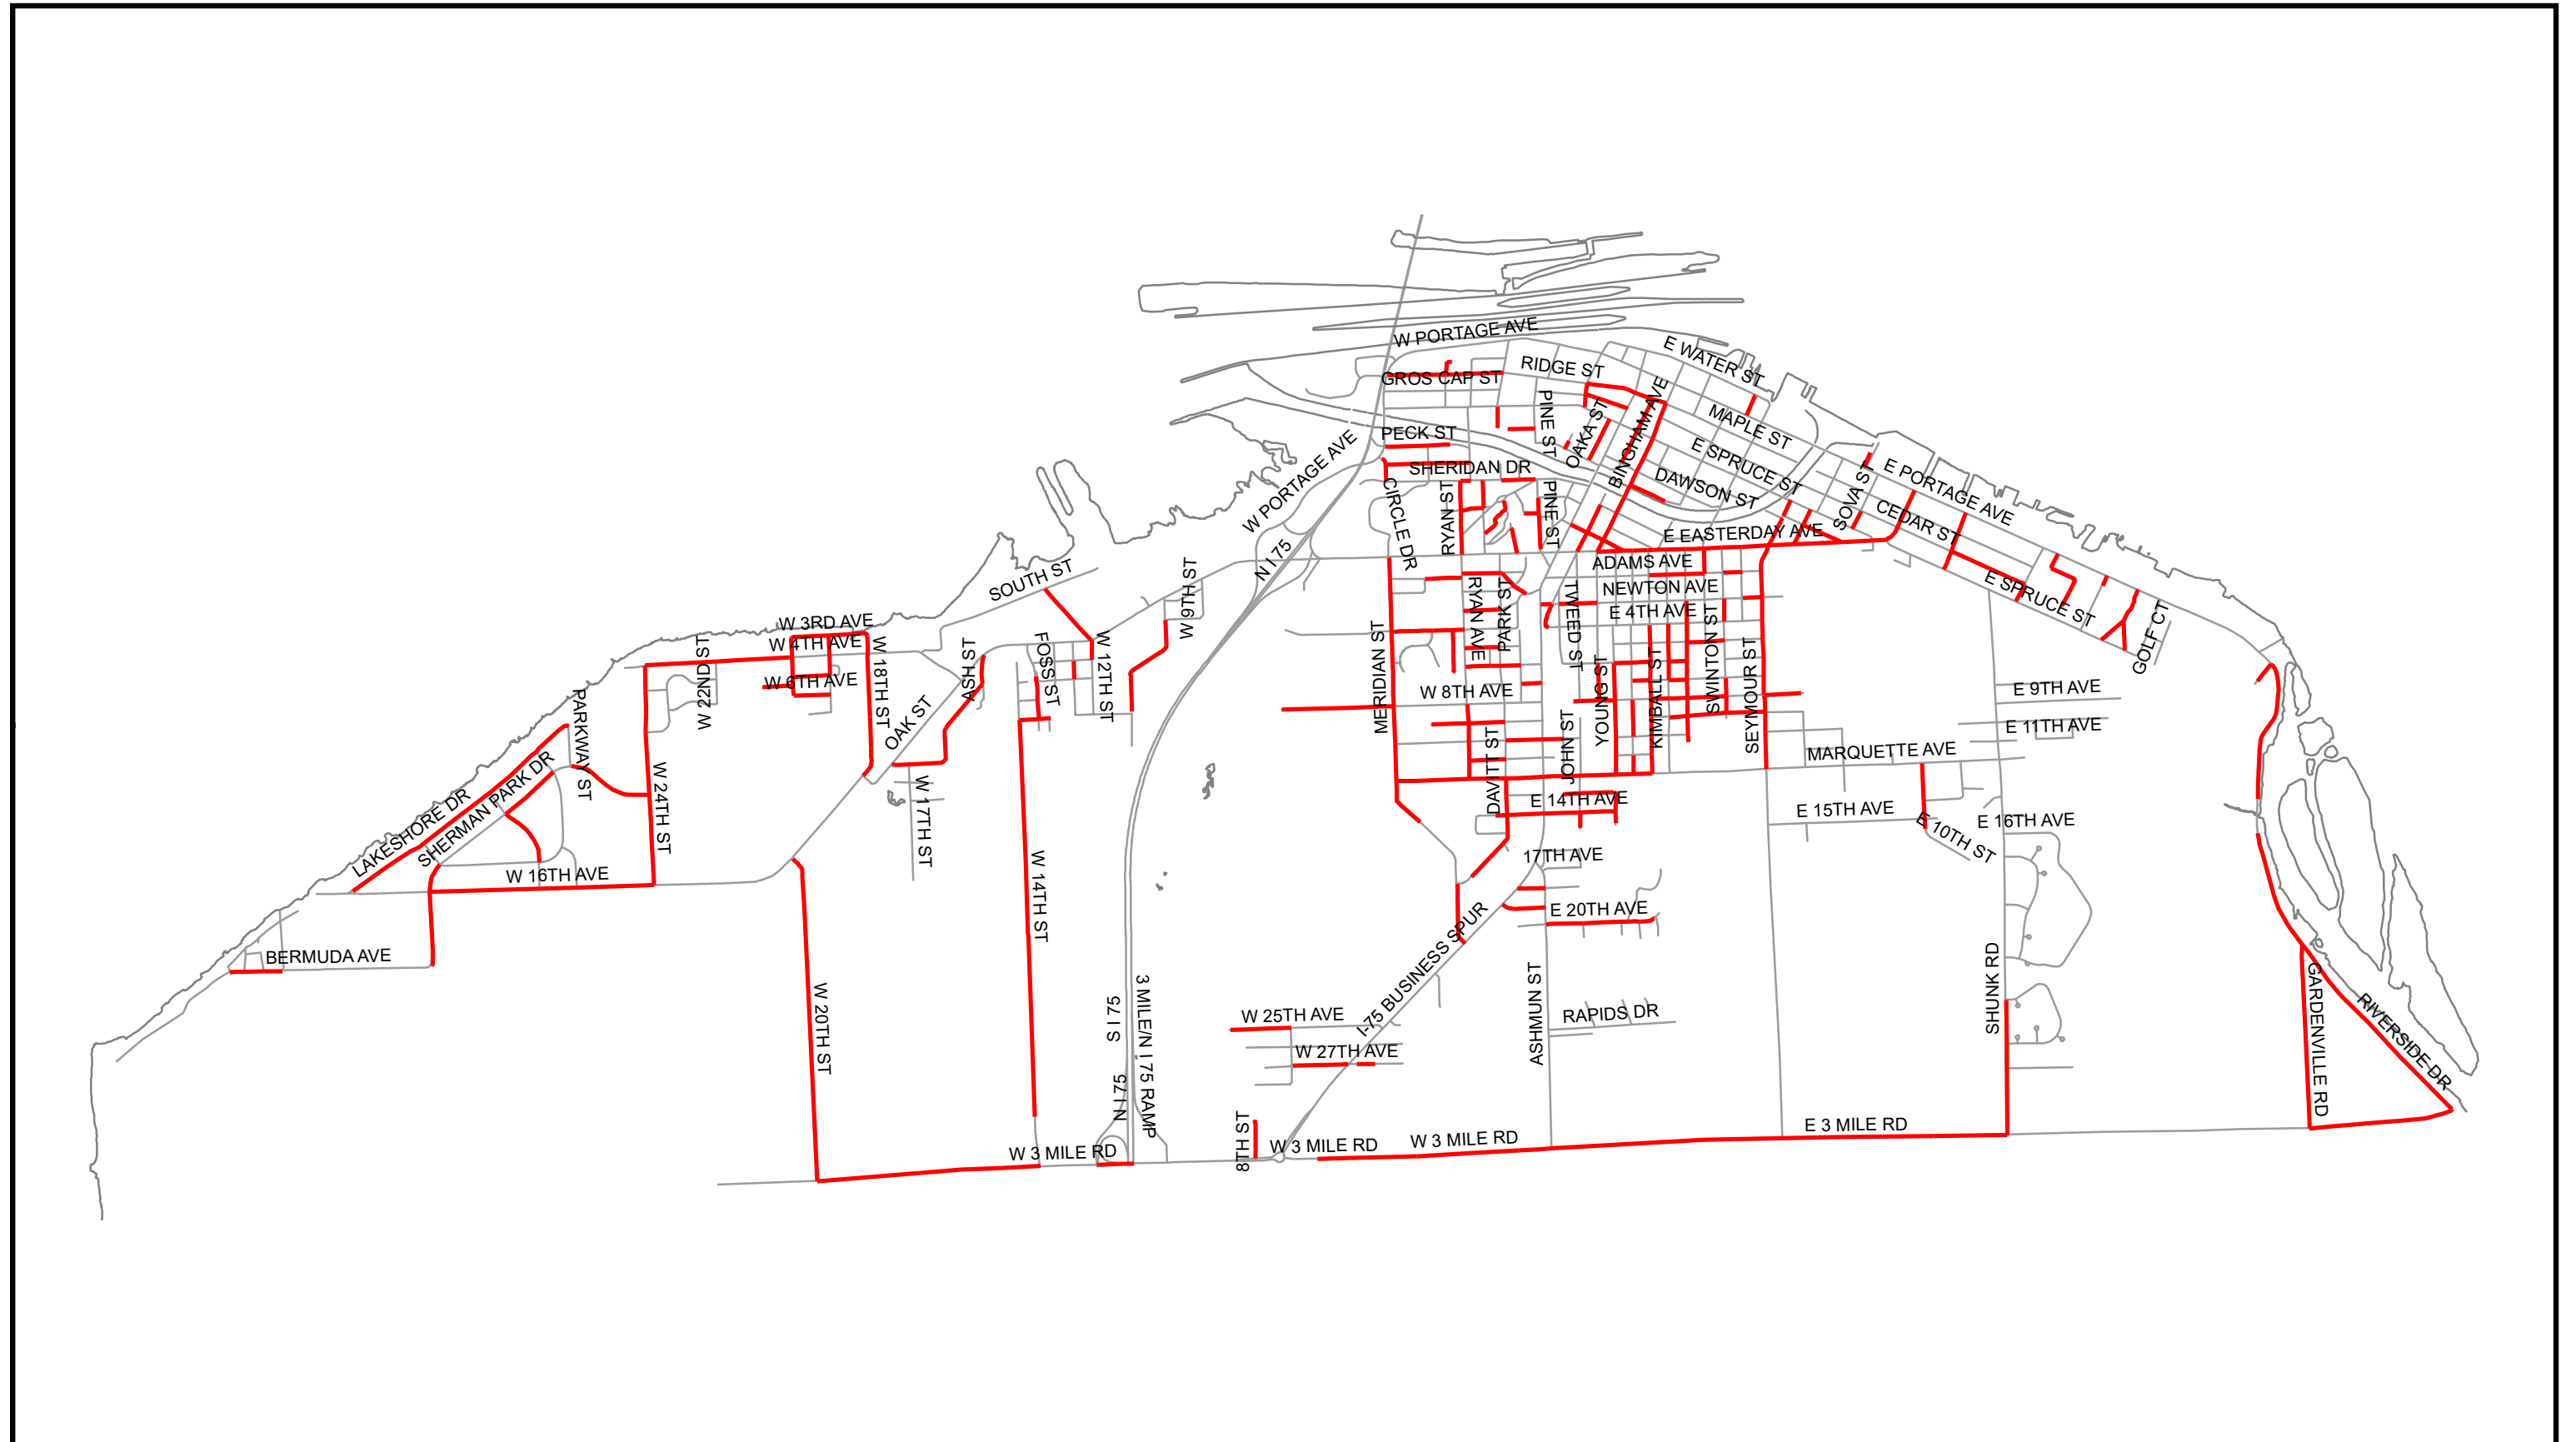 W PORTAGE AVE
E WATER ST
RIDGE ST
GROS CAP ST
PINE ST
OAKA ST
BINGHAM AVE
MAPLE ST
PECK ST
SHERIDAN DR
W PORTAGE AVE
E SPRUCE ST
DAWSON ST
SOVA ST
E PORTAGE AVE
CEDAR ST
CIRCLE DR
RYAN ST
PINE ST
E EASTERDAY AVE
N I 75
ADAMS AVE
SOUTH ST
W 9TH ST
NEWTON AVE
E SPRUCE ST
RYAN AVE
PARK ST
TWEED ST
E 4TH AVE
GOLF CT
W 3RD AVE
W 4TH AVE
W 22ND ST
W 18TH ST
ASH ST
FOSS ST
W 12TH ST
MERIDIAN ST
YOUNG ST
KIMBALL ST
SWINTON ST
SEYMOUR ST
W 6TH AVE
W 8TH AVE
E 9TH AVE
PARKWAY ST
OAK ST
JOHN ST
E 11TH AVE
MARQUETTE AVE
DAVITT ST
LAKESHORE DR
SHERMAN PARK DR
W 24TH ST
W 17TH ST
E 14TH AVE
E 15TH AVE
E 10TH ST
E 16TH AVE
17TH AVE
W 16TH AVE
W 14TH ST
E 20TH AVE
BERMUDA AVE
I-75 BUSINESS SPUR
SHUNK RD
GARDENVILLE RD
RIVERSIDE DR
W 20TH ST
S I 75
3 MILE/N I 75 RAMP
W 25TH AVE
RAPIDS DR
ASHMUN ST
W 27TH AVE
N I 75
8TH ST
W 3 MILE RD
W 3 MILE RD
W 3 MILE RD
E 3 MILE RD